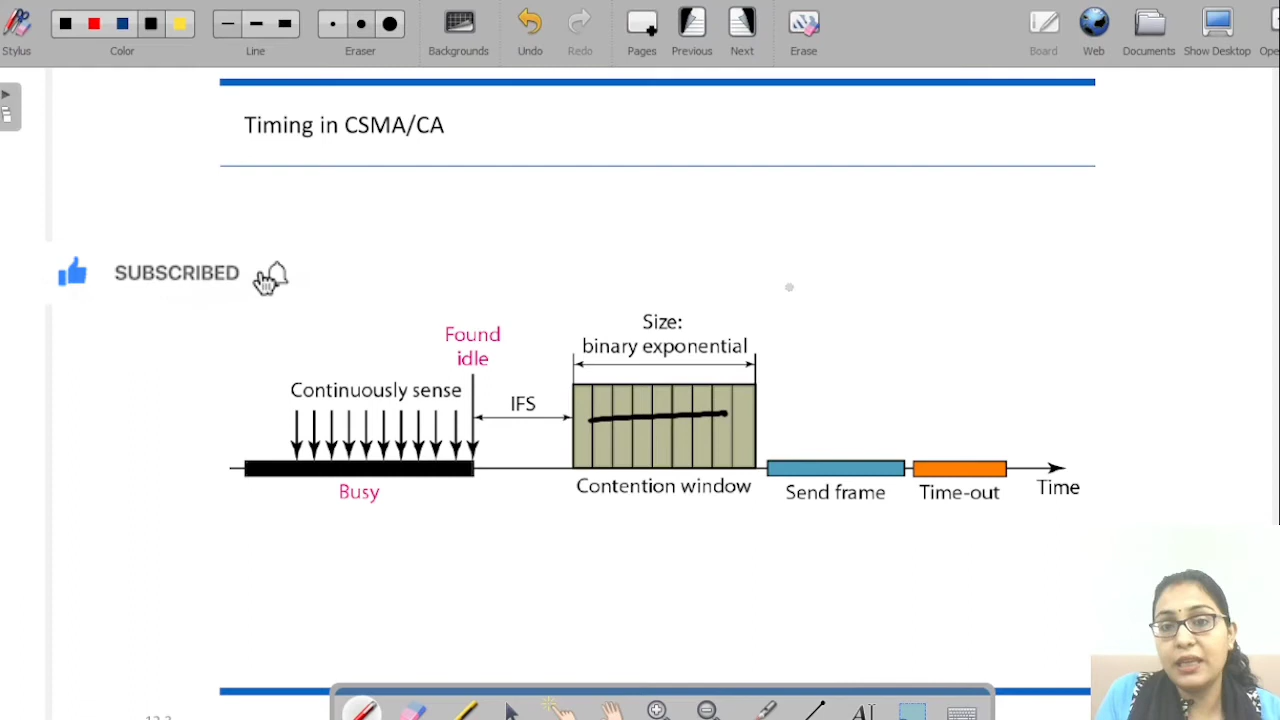 Stylus
Color
Line
Eraser
Backgrounds
Undo
Redo
Pages
Previous
Next
Erase
Board
Web
Documents
Show Desktop
Timing in CSMA/CA
SUBSCRIBED
Size:
binary exponential
Found
idle
Continuously sense
IFS
Busy
Contention window
Send frame
Time-out
Time